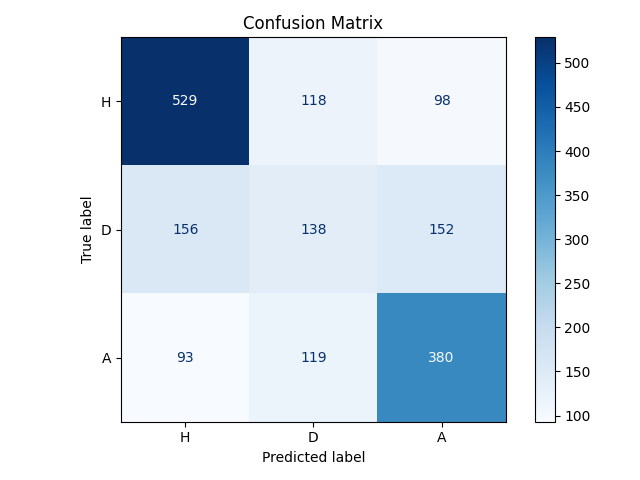 Confusion Matrix
H 529 118 98
D 156 138 152
A 93 119 380
H D A
True label
Predicted label
500
450
400
350
300
250
200
150
100